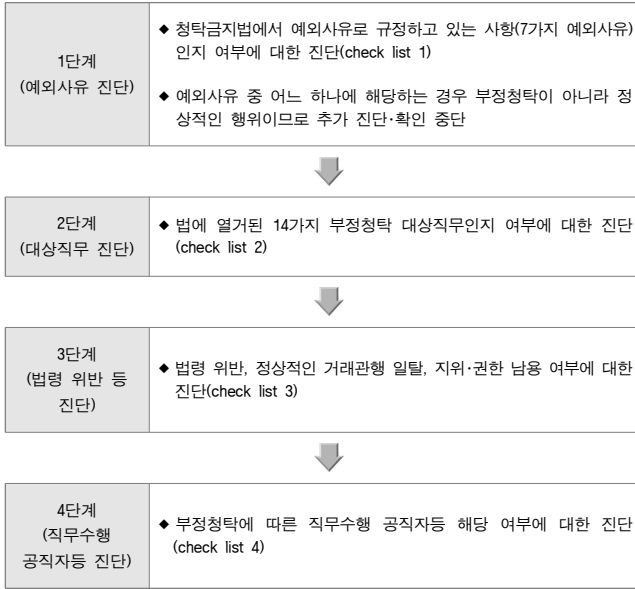 1단계
(예외사유 진단)
◆ 청탁금지법에서 예외사유로 규정하고 있는 사항(7가지 예외사유)
인지 여부에 대한 진단(check list 1)
◆ 예외사유 중 어느 하나에 해당하는 경우 부정청탁이 아니라 정
상적인 행위이므로 추가 진단·확인 중단
2단계
(대상직무 진단)
◆ 법에 열거된 14가지 부정청탁 대상직무인지 여부에 대한 진단
(check list 2)
3단계
(법령 위반 등
진단)
◆ 법령 위반, 정상적인 거래관행 일탈, 지위·권한 남용 여부에 대한
진단(check list 3)
4단계
(직무수행
공직자등 진단)
◆ 부정청탁에 따른 직무수행 공직자등 해당 여부에 대한 진단
(check list 4)